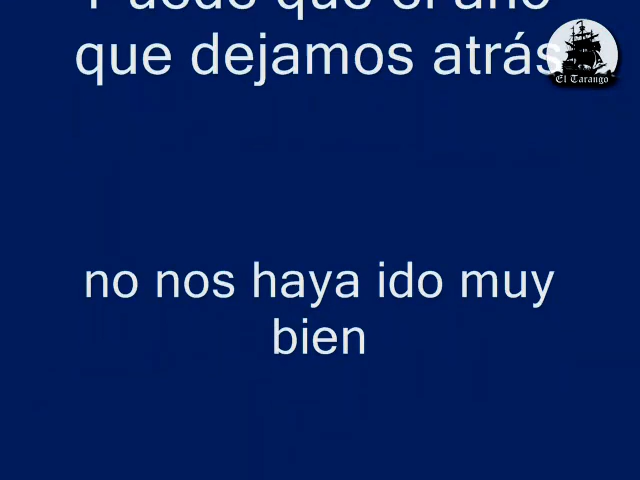 Puede que el año
que dejamos atrás
El Tarango
no nos haya ido muy
bien